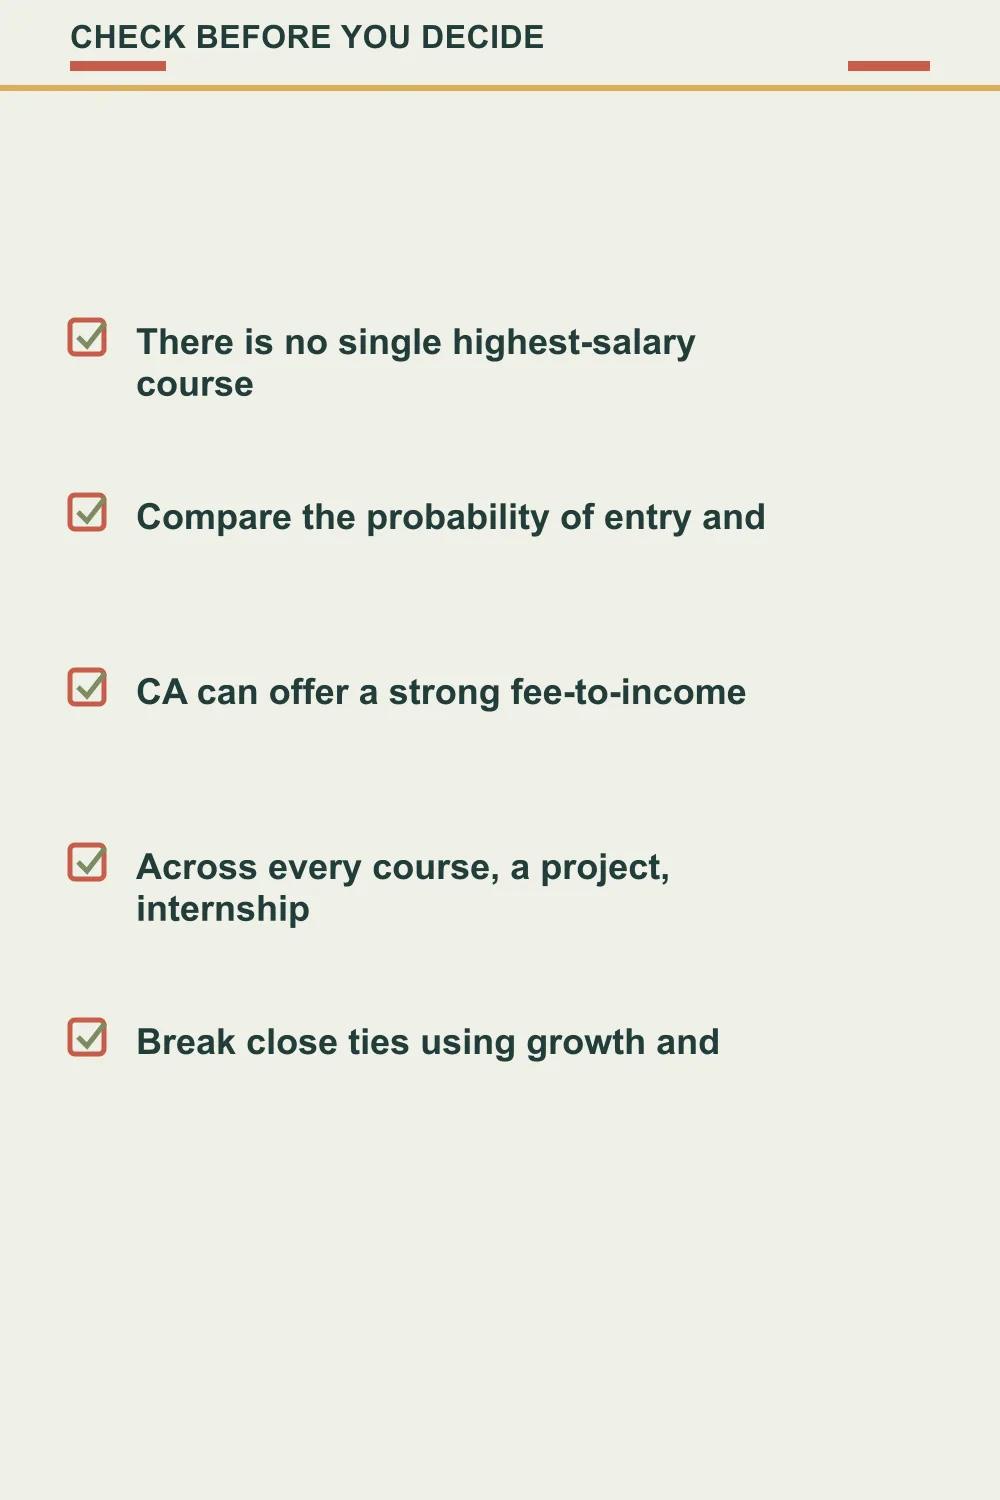 CHECK BEFORE YOU DECIDE
There is no single highest-salary
course
Compare the probability of entry and
CA can offer a strong fee-to-income
Across every course, a project,
internship
Break close ties using growth and